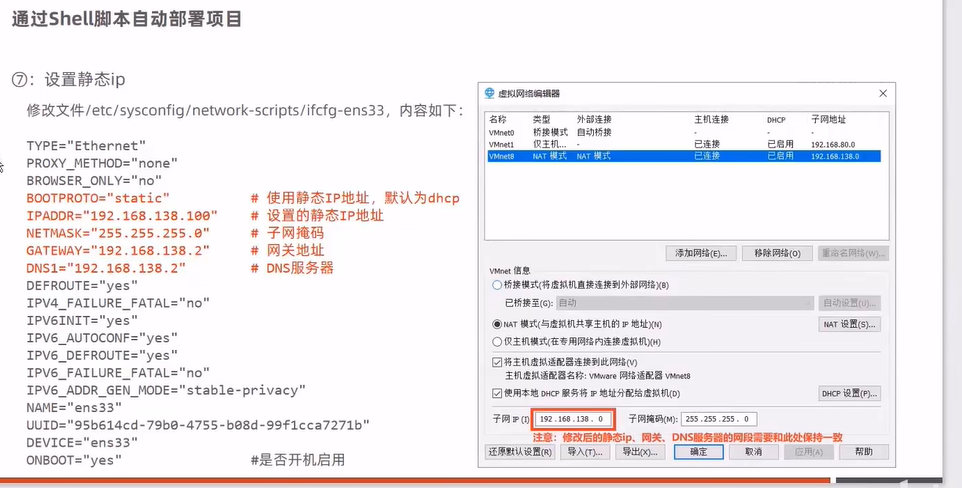 通过Shell脚本自动部署项目
⑦：设置静态ip
修改文件/etc/sysconfig/network-scripts/ifcfg-ens33，内容如下：
TYPE="Ethernet"
PROXY_METHOD="none"
BROWSER_ONLY="no"
BOOTPROTO="static" # 使用静态IP地址，默认为dhcp
IPADDR="192.168.138.100" # 设置的静态IP地址
NETMASK="255.255.255.0" # 子网掩码
GATEWAY="192.168.138.2" # 网关地址
DNS1="192.168.138.2" # DNS服务器
DEFROUTE="yes"
IPV4_FAILURE_FATAL="no"
IPV6INIT="yes"
IPV6_AUTOCONF="yes"
IPV6_DEFROUTE="yes"
IPV6_FAILURE_FATAL="no"
IPV6_ADDR_GEN_MODE="stable-privacy"
NAME="ens33"
UUID="95b614cd-79b0-4755-b08d-99f1cca7271b"
DEVICE="ens33"
ONBOOT="yes" #是否开机启用
虚拟网络编辑器
名称 类型 外部连接 主机连接 DHCP 子网地址
VMnet0 桥接模式 自动桥接 - - -
VMnet1 仅主机... - 已连接 已启用 192.168.80.0
VMnet8 NAT 模式 NAT 模式 已连接 已启用 192.168.138.0
添加网络(E)... 移除网络(O) 重命名网络(W)...
VMnet 信息
桥接模式(将虚拟机直接连接到外部网络)(B)
已桥接至(G): 自动 自动设置(U)...
NAT 模式(与虚拟机共享主机的 IP 地址)(N) NAT 设置(S)...
仅主机模式(在专用网络内连接虚拟机)(H)
将主机虚拟适配器连接到此网络(V)
主机虚拟适配器名称: VMware 网络适配器 VMnet8
使用本地 DHCP 服务将 IP 地址分配给虚拟机(D) DHCP 设置(P)...
子网 IP (I): 192.168.138. 0 子网掩码(M): 255.255.255. 0
注意：修改后的静态ip、网关、DNS服务器的网段需要和此处保持一致
还原默认设置(R) 导入(T)... 导出(X)... 确定 取消 应用(A) 帮助